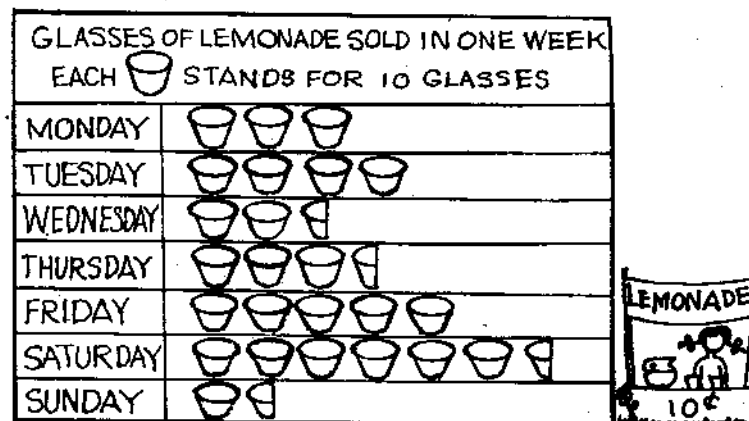 GLASSES OF LEMONADE SOLD IN ONE WEEK
EACH STANDS FOR 10 GLASSES
MONDAY
TUESDAY
WEDNESDAY
THURSDAY
FRIDAY
SATURDAY
SUNDAY
LEMONADE
10¢